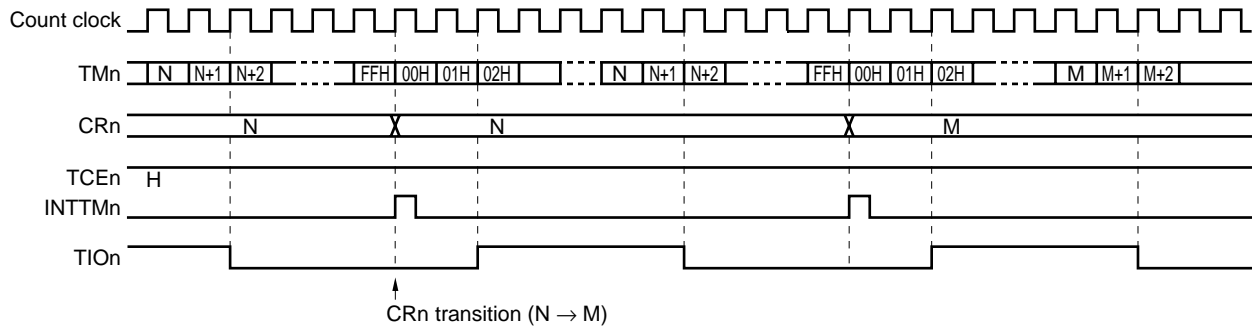 Count clock
TMn N N+1 N+2 FFH 00H 01H 02H N N+1 N+2 FFH 00H 01H 02H M M+1 M+2
CRn N N M
TCEn H
INTTMn
TIOn
CRn transition (N → M)